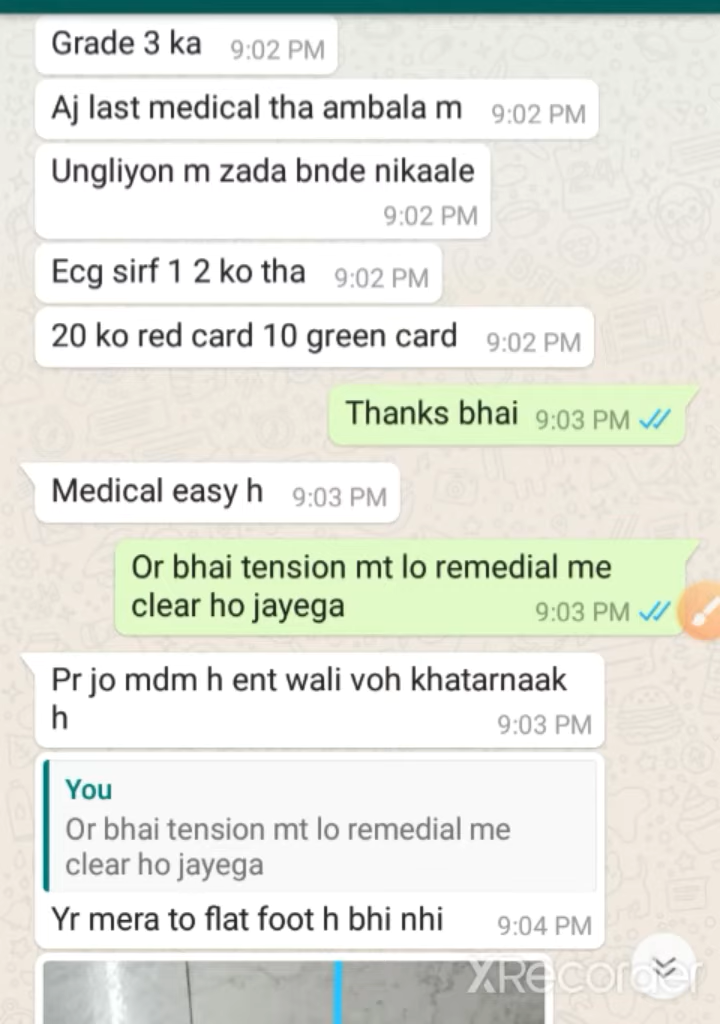 Grade 3 ka 9:02 PM
Aj last medical tha ambala m 9:02 PM
Ungliyon m zada bnde nikaale
9:02 PM
Ecg sirf 1 2 ko tha 9:02 PM
20 ko red card 10 green card 9:02 PM
Thanks bhai 9:03 PM
Medical easy h 9:03 PM
Or bhai tension mt lo remedial me
clear ho jayega 9:03 PM
Pr jo mdm h ent wali voh khatarnaak
h 9:03 PM
You
Or bhai tension mt lo remedial me
clear ho jayega
Yr mera to flat foot h bhi nhi 9:04 PM
XRecorder